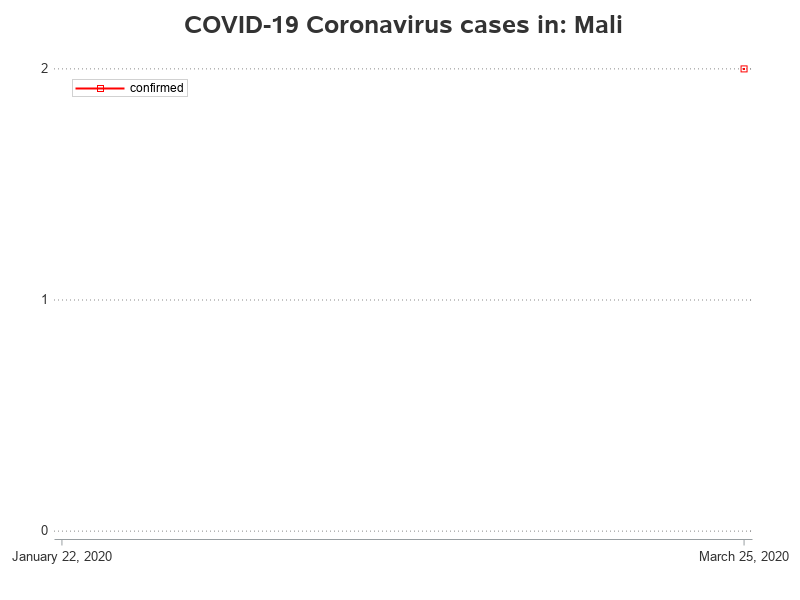 COVID-19 Coronavirus cases in: Mali
2
confirmed
1
0
January 22, 2020
March 25, 2020